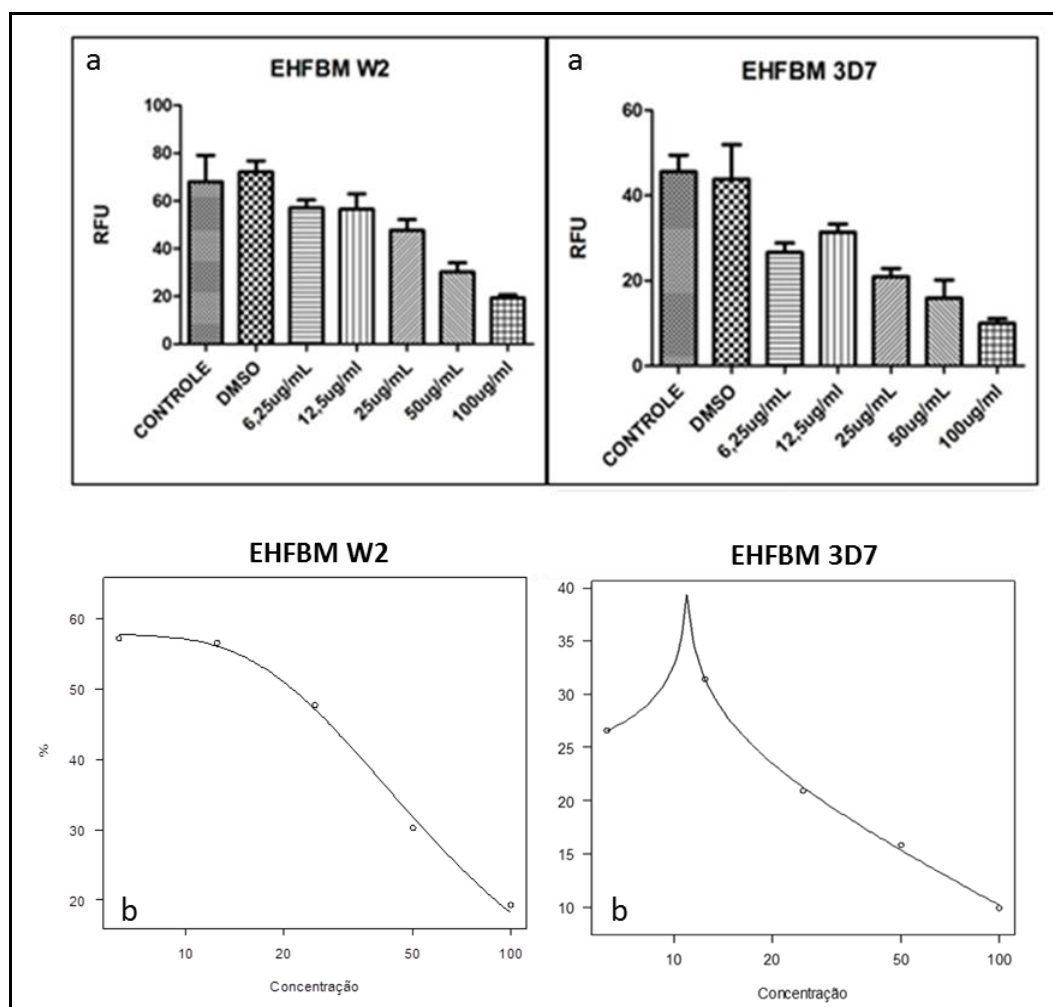 a
EHFBM W2
100
80
60
40
20
0
RFU
CONTROLE
DMSO
6,25ug/mL
12,5ug/ml
25ug/mL
50ug/mL
100ug/ml
a
EHFBM 3D7
60
40
20
0
RFU
CONTROLE
DMSO
6,25ug/mL
12,5ug/ml
25ug/mL
50ug/mL
100ug/ml
EHFBM W2
60
50
40
30
20
%
b
10
20
50
100
Concentração
EHFBM 3D7
40
35
30
25
20
15
10
b
10
20
50
100
Concentração